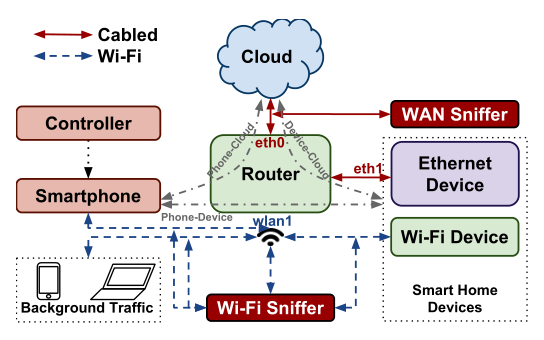 Cabled
Wi-Fi
Cloud
WAN Sniffer
Controller
eth0
Phone-Cloud
Device-Cloud
Router
eth1
Ethernet
Device
Smartphone
Phone-Device
wlan1
Wi-Fi Device
Background Traffic
Wi-Fi Sniffer
Smart Home
Devices